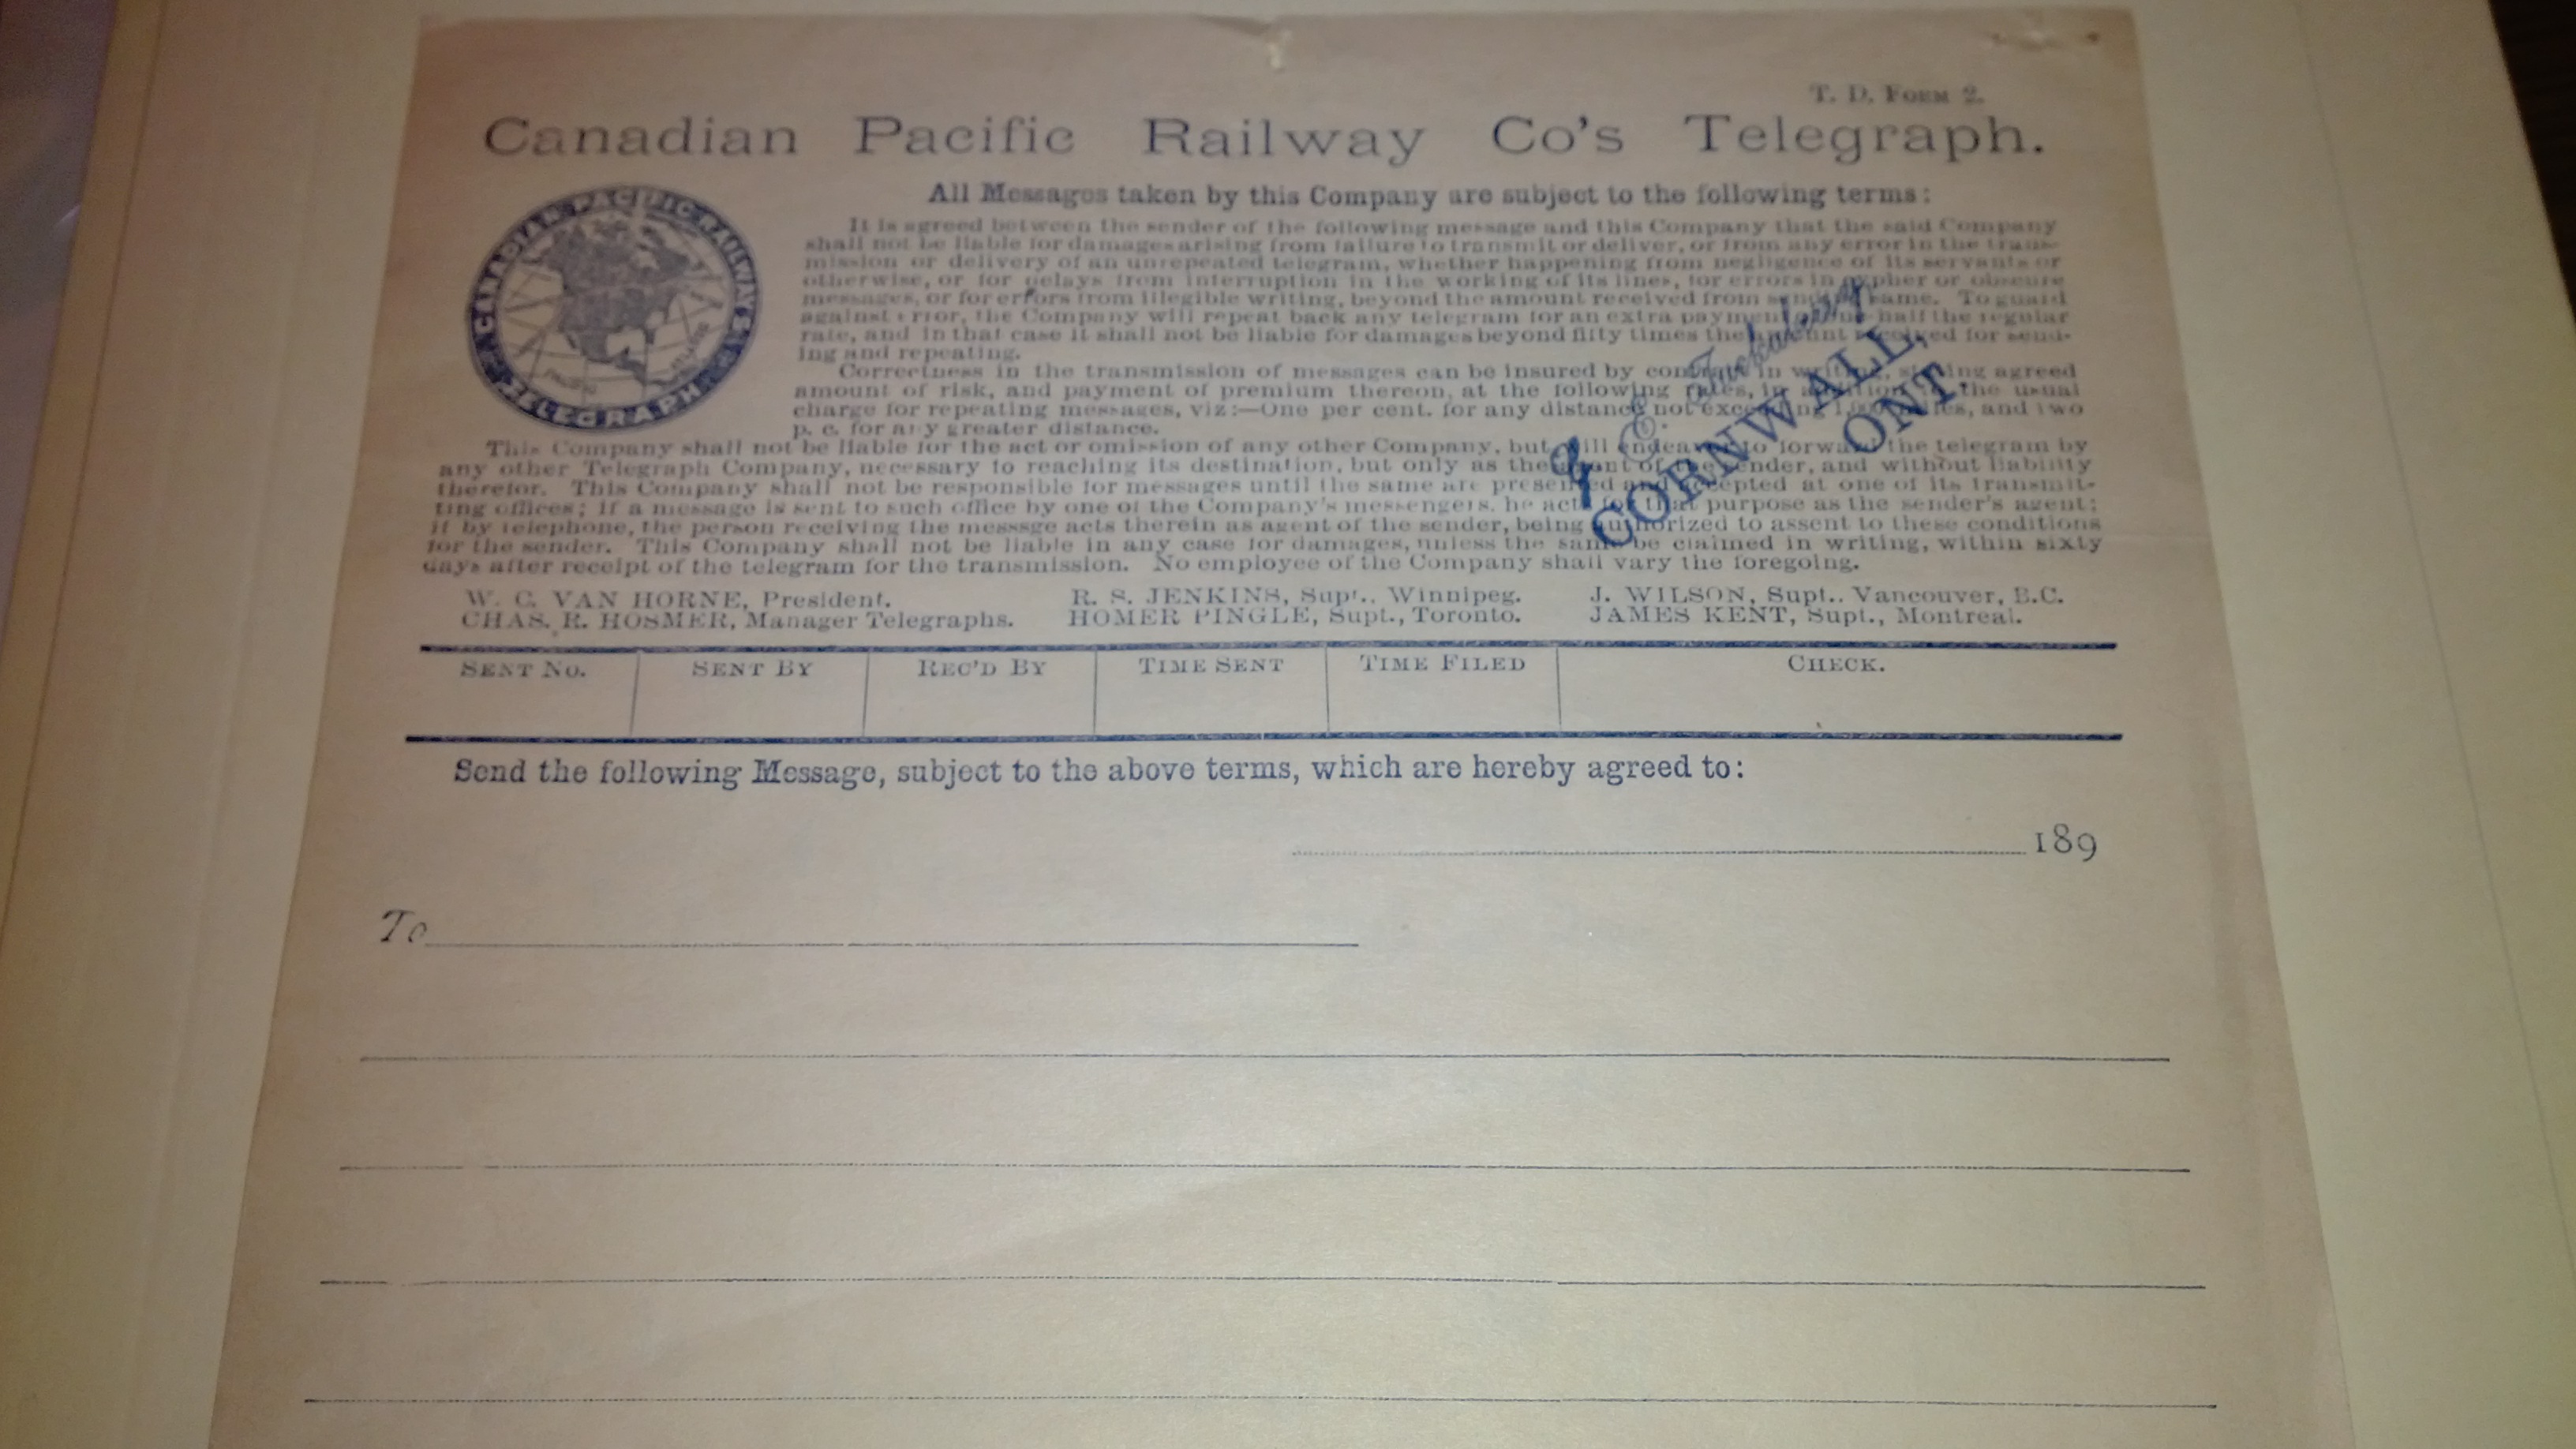 T. D. FORM 2.
Canadian Pacific Railway Co's Telegraph.
CANADIAN PACIFIC RAILWAY CO'S
TELEGRAPH
PACIFIC
ATLANTIC
All Messages taken by this Company are subject to the following terms:
It is agreed between the sender of the following message and this Company that the said Company
shall not be liable for damages arising from failure to transmit or deliver, or from any error in the trans-
mission or delivery of an unrepeated telegram, whether happening from negligence of its servants or
otherwise, or for delays from interruption in the working of its lines, for errors in cypher or obscure
messages, or for errors from illegible writing, beyond the amount received from sending same. To guard
against error, the Company will repeat back any telegram for an extra payment of one-half the regular
rate, and in that case it shall not be liable for damages beyond fifty times the amount received for send-
ing and repeating.
Correctness in the transmission of messages can be insured by contract in writing, stating agreed
amount of risk, and payment of premium thereon, at the following rates, in addition to the usual
charge for repeating messages, viz:—One per cent. for any distance not exceeding 1,000 miles, and two
p. c. for any greater distance.
This Company shall not be liable for the act or omission of any other Company, but will endeavor to forward the telegram by
any other Telegraph Company, necessary to reaching its destination, but only as the agent of the sender, and without liability
therefor. This Company shall not be responsible for messages until the same are presented and accepted at one of its transmit-
ting offices; if a message is sent to such office by one of the Company's messengers, he acts for that purpose as the sender's agent;
if by telephone, the person receiving the messsge acts therein as agent of the sender, being authorized to assent to these conditions
for the sender. This Company shall not be liable in any case for damages, unless the same be claimed in writing, within sixty
days after receipt of the telegram for the transmission. No employee of the Company shall vary the foregoing.
CORNWALL,
ONT.
W. C. VAN HORNE, President. R. S. JENKINS, Supt., Winnipeg. J. WILSON, Supt., Vancouver, B.C.
CHAS. R. HOSMER, Manager Telegraphs. HOMER PINGLE, Supt., Toronto. JAMES KENT, Supt., Montreal.
SENT NO. SENT BY REC'D BY TIME SENT TIME FILED CHECK.
Send the following Message, subject to the above terms, which are hereby agreed to:
189
To